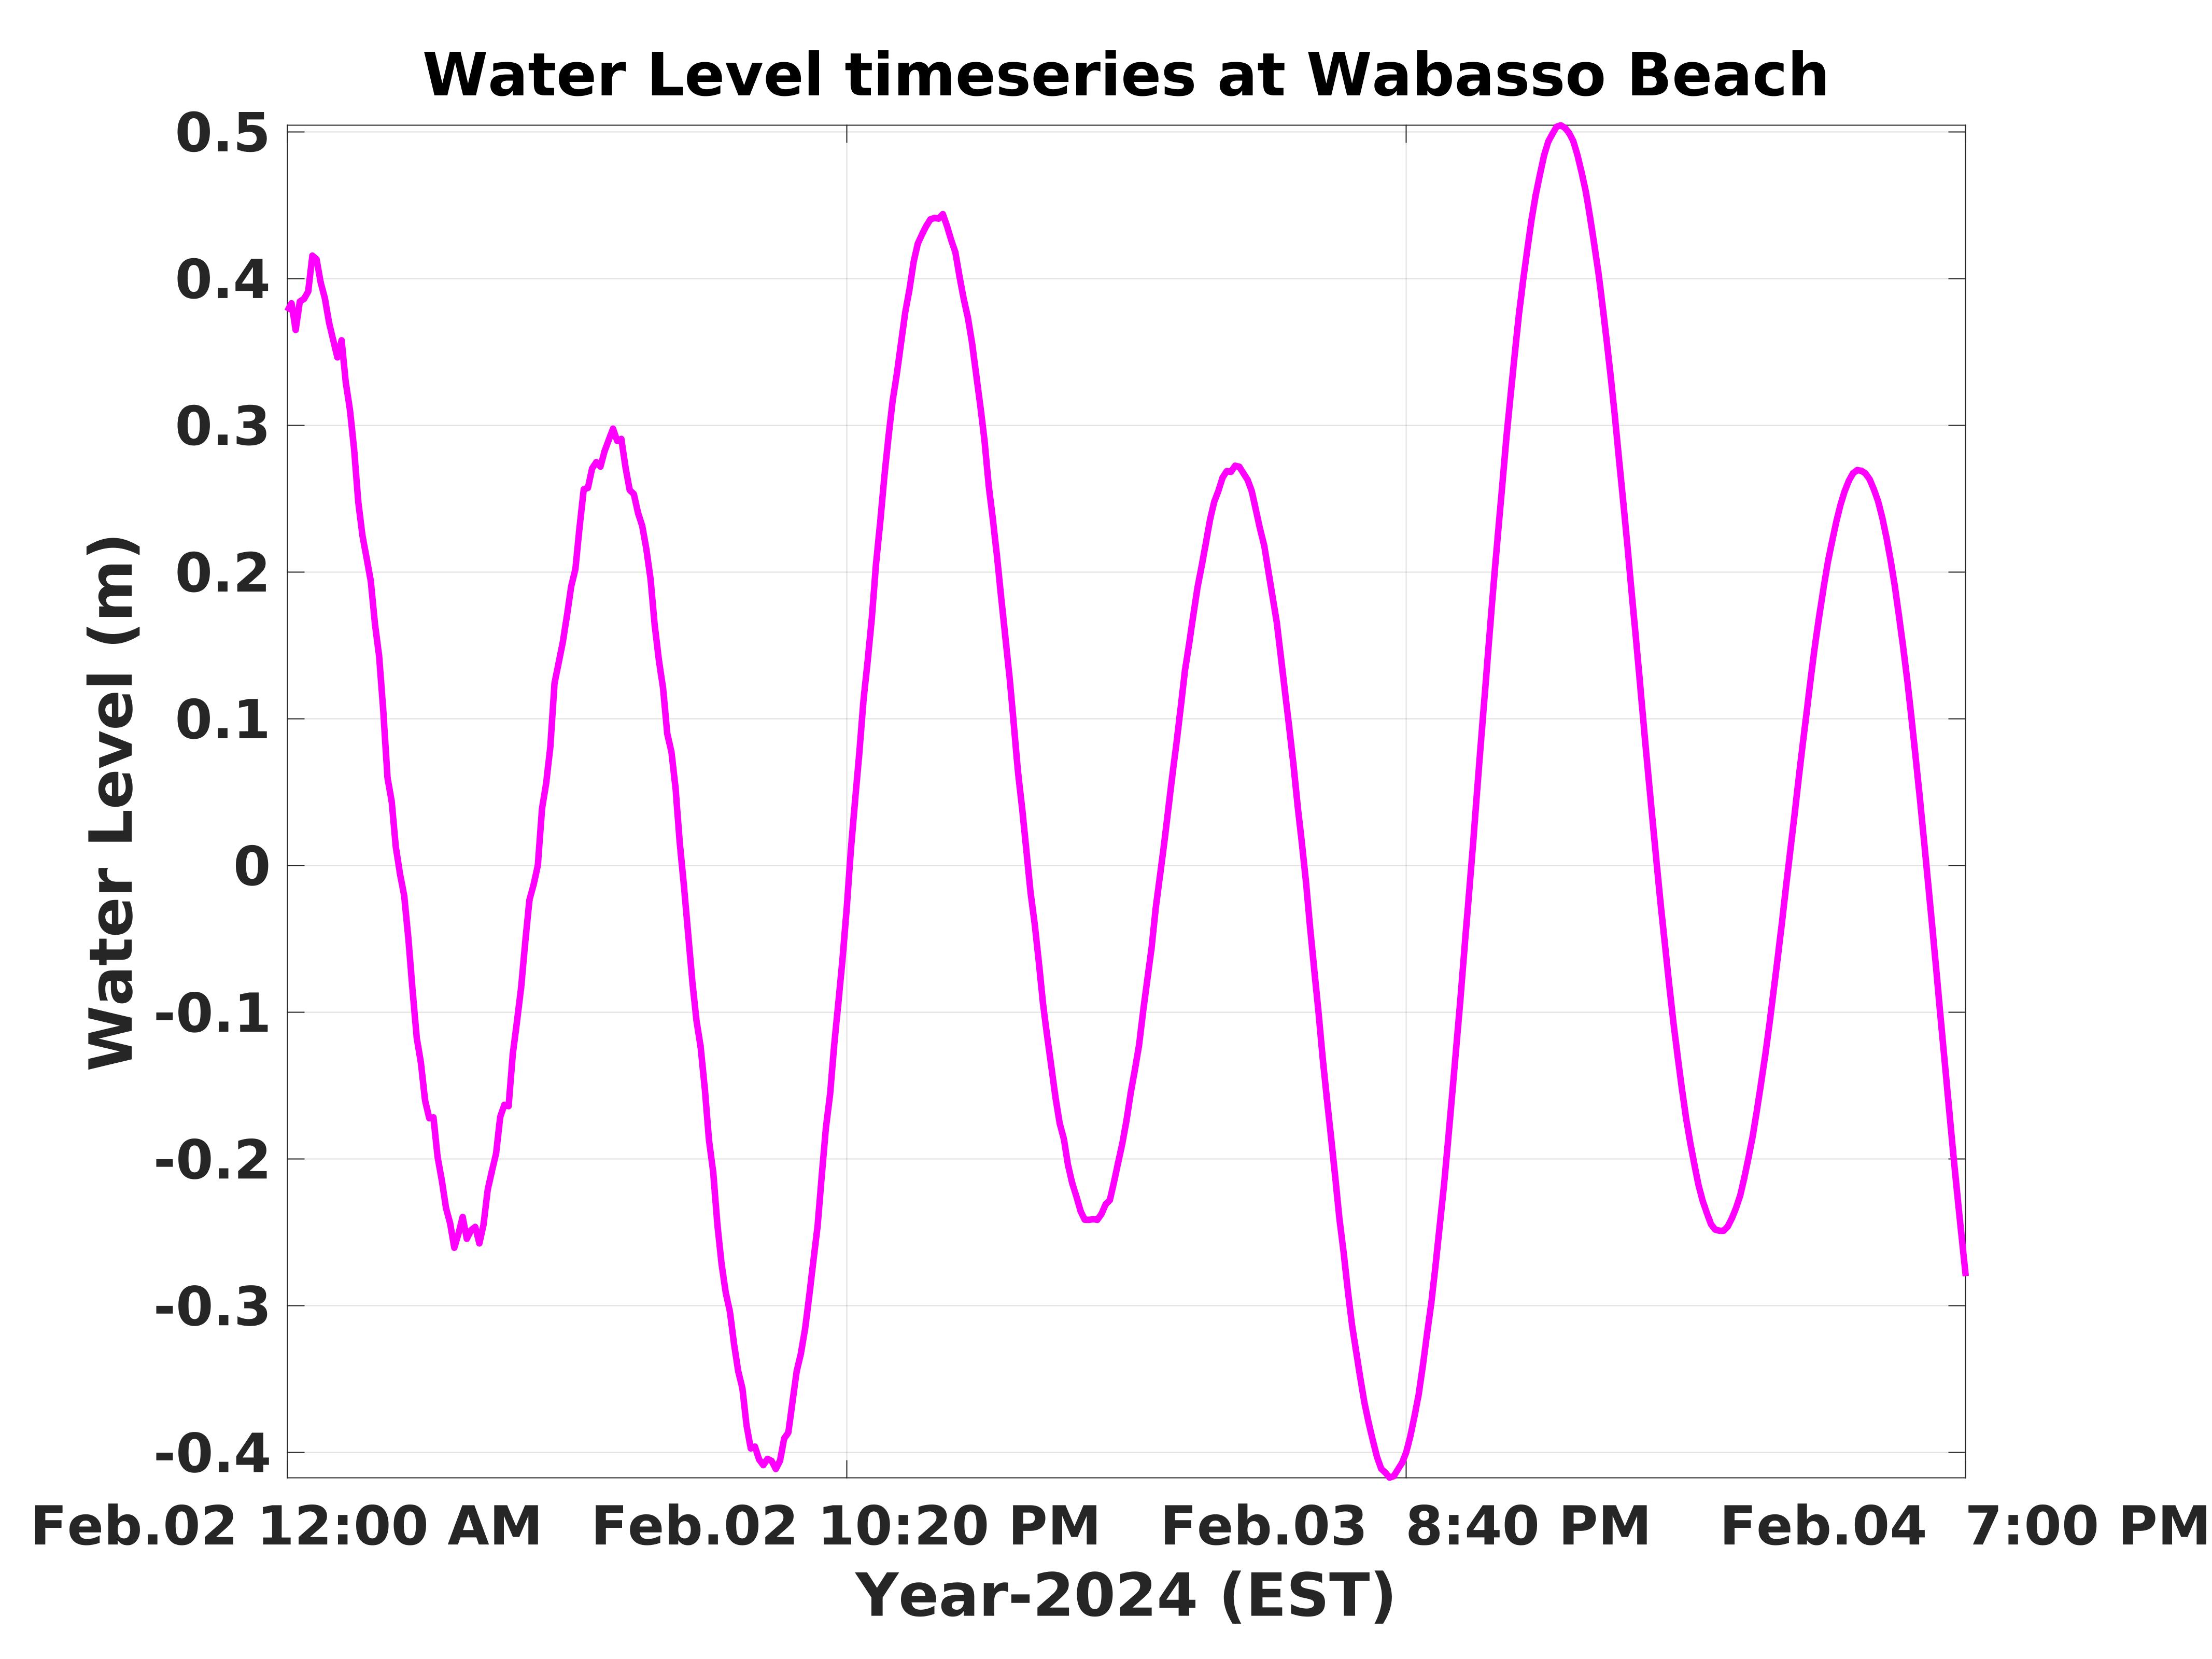 Water Level timeseries at Wabasso Beach
Water Level (m)
0.5
0.4
0.3
0.2
0.1
0
-0.1
-0.2
-0.3
-0.4
Feb.02 12:00 AM Feb.02 10:20 PM Feb.03 8:40 PM Feb.04 7:00 PM
Year-2024 (EST)